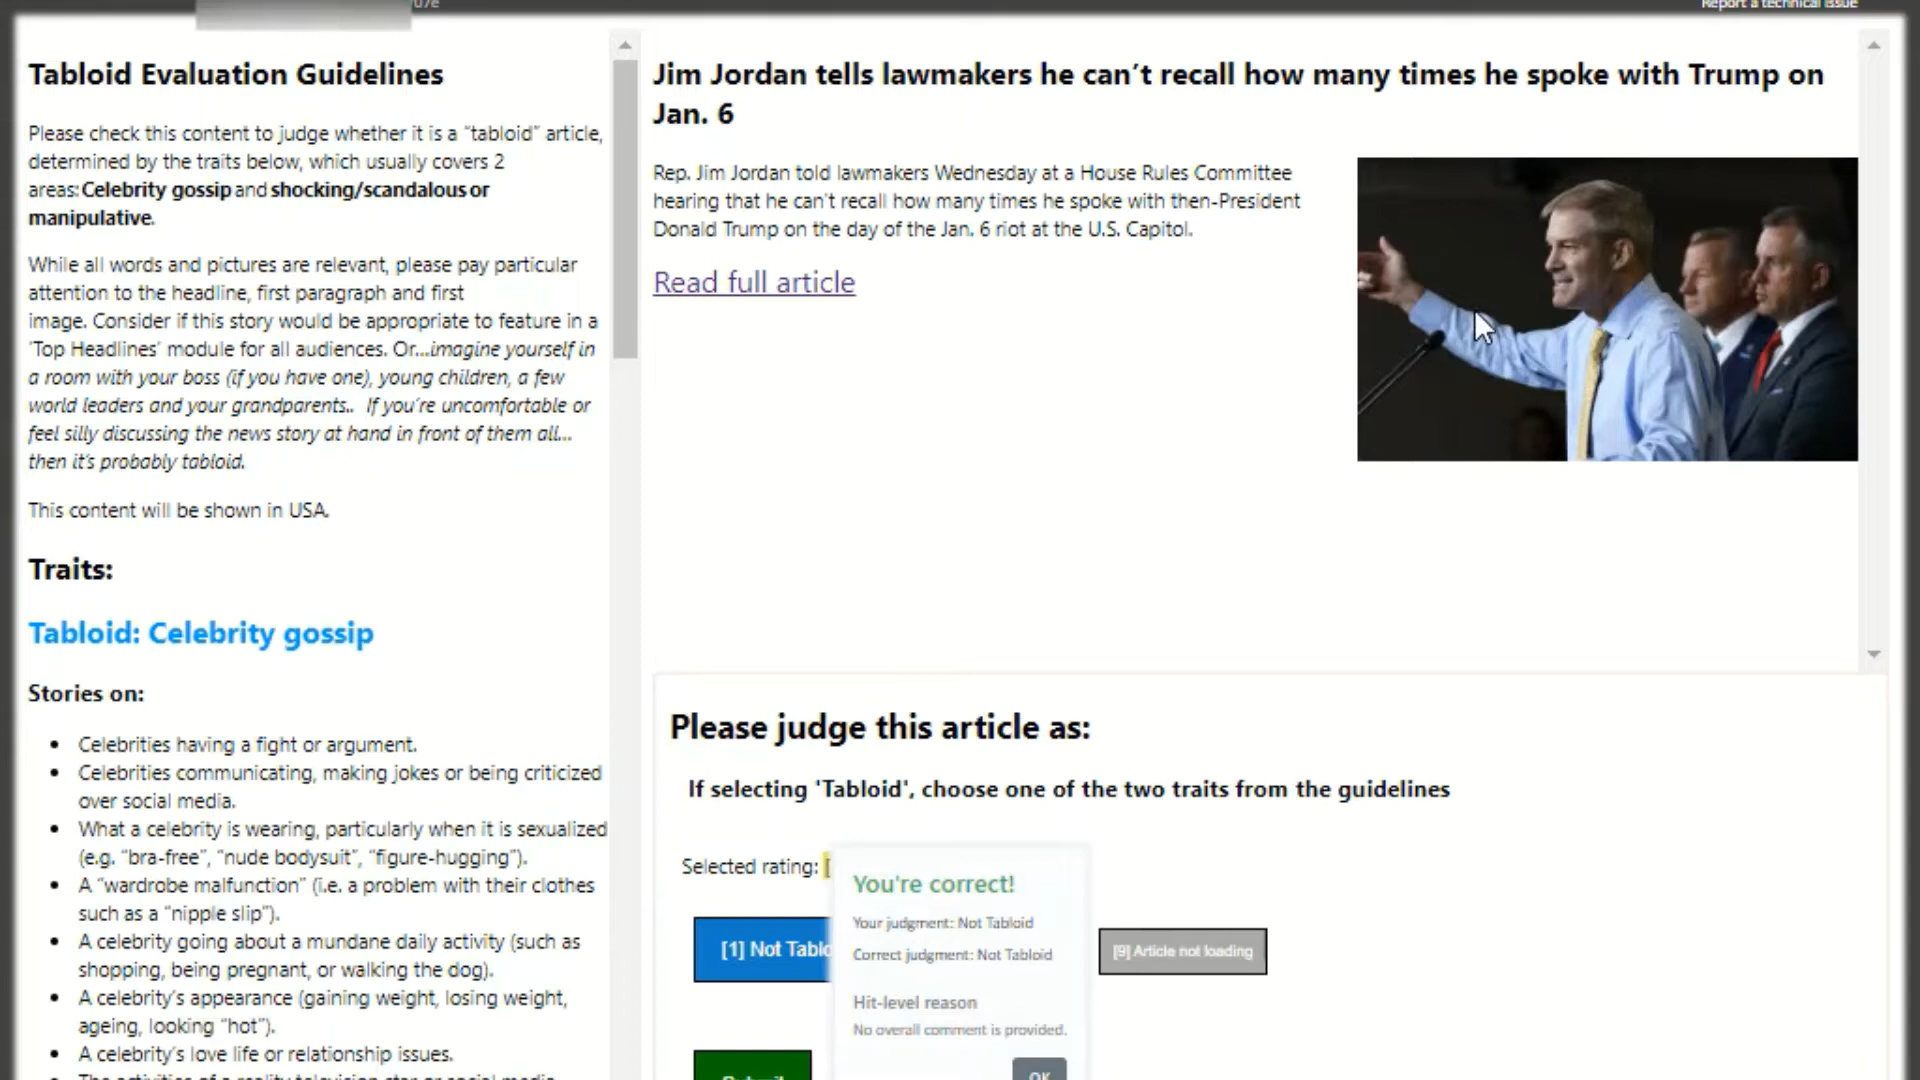 Report a technical issue
Tabloid Evaluation Guidelines
Please check this content to judge whether it is a “tabloid” article,
determined by the traits below, which usually covers 2
areas: Celebrity gossip and shocking/scandalous or
manipulative.
While all words and pictures are relevant, please pay particular
attention to the headline, first paragraph and first
image. Consider if this story would be appropriate to feature in a
‘Top Headlines’ module for all audiences. Or...imagine yourself in
a room with your boss (if you have one), young children, a few
world leaders and your grandparents.. If you’re uncomfortable or
feel silly discussing the news story at hand in front of them all...
then it’s probably tabloid.
This content will be shown in USA.
Traits:
Tabloid: Celebrity gossip
Stories on:
• Celebrities having a fight or argument.
• Celebrities communicating, making jokes or being criticized
over social media.
• What a celebrity is wearing, particularly when it is sexualized
(e.g. “bra-free”, “nude bodysuit”, “figure-hugging”).
• A “wardrobe malfunction” (i.e. a problem with their clothes
such as a “nipple slip”).
• A celebrity going about a mundane daily activity (such as
shopping, being pregnant, or walking the dog).
• A celebrity’s appearance (gaining weight, losing weight,
ageing, looking “hot”).
• A celebrity’s love life or relationship issues.
Jim Jordan tells lawmakers he can’t recall how many times he spoke with Trump on
Jan. 6
Rep. Jim Jordan told lawmakers Wednesday at a House Rules Committee
hearing that he can't recall how many times he spoke with then-President
Donald Trump on the day of the Jan. 6 riot at the U.S. Capitol.
Read full article
Please judge this article as:
If selecting 'Tabloid', choose one of the two traits from the guidelines
Selected rating: [
[1] Not Tablo
[9] Article not loading
You're correct!
Your judgment: Not Tabloid
Correct judgment: Not Tabloid
Hit-level reason
No overall comment is provided.
OK